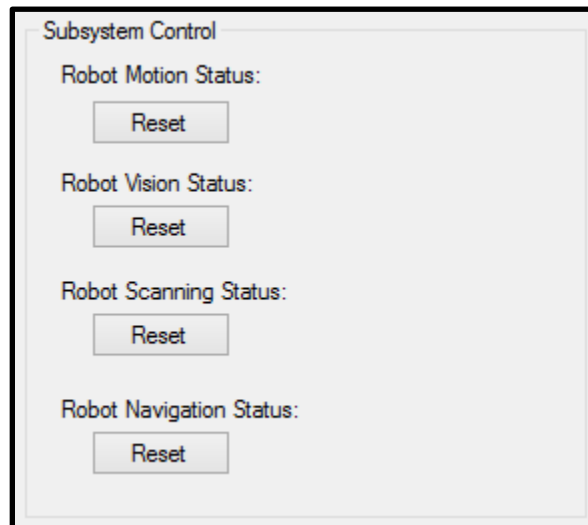 Subsystem Control
Robot Motion Status:
Reset
Robot Vision Status:
Reset
Robot Scanning Status:
Reset
Robot Navigation Status:
Reset